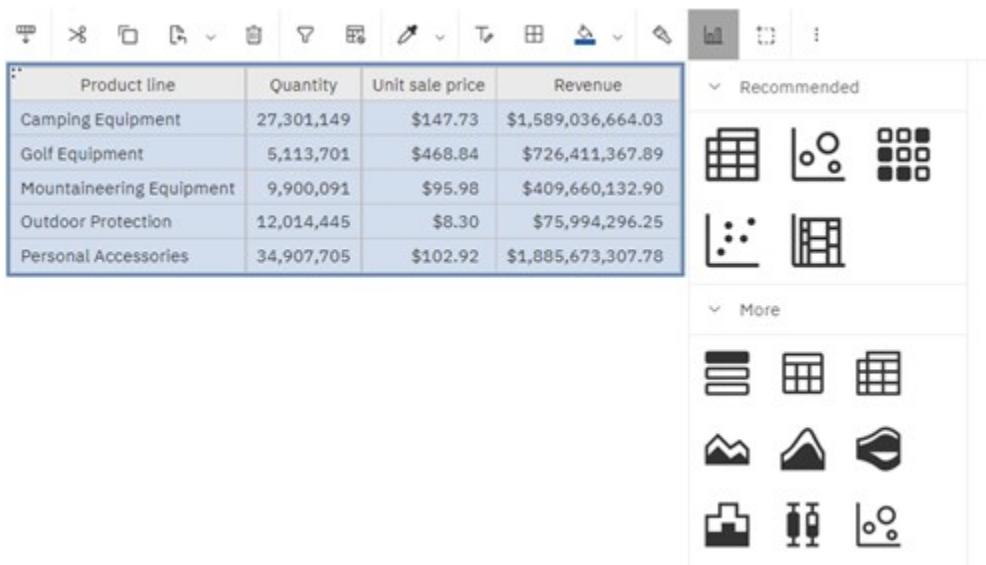 Product line Quantity Unit sale price Revenue
Camping Equipment 27,301,149 $147.73 $1,589,036,664.03
Golf Equipment 5,113,701 $468.84 $726,411,367.89
Mountaineering Equipment 9,900,091 $95.98 $409,660,132.90
Outdoor Protection 12,014,445 $8.30 $75,994,296.25
Personal Accessories 34,907,705 $102.92 $1,885,673,307.78
Recommended
More